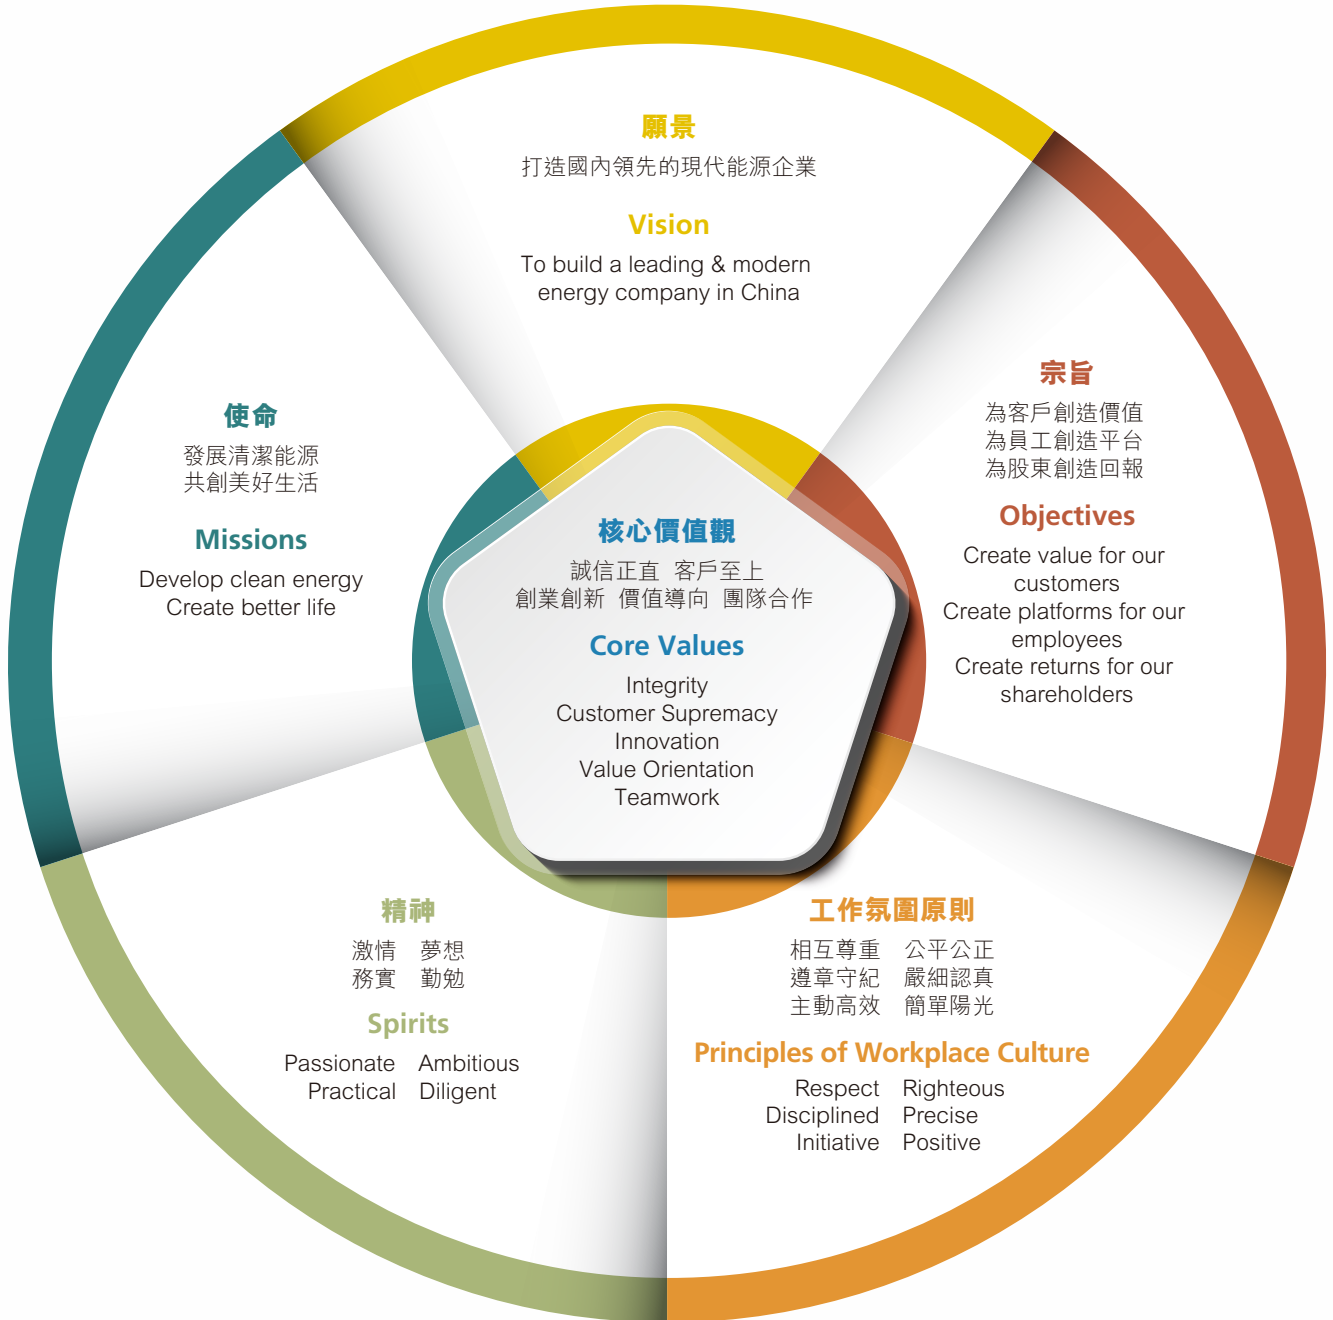 願景
打造國內領先的現代能源企業
Vision
To build a leading & modern
energy company in China
宗旨
為客戶創造價值
為員工創造平台
為股東創造回報
Objectives
Create value for our
customers
Create platforms for our
employees
Create returns for our
shareholders
使命
發展清潔能源
共創美好生活
Missions
Develop clean energy
Create better life
核心價值觀
誠信正直 客戶至上
創業創新 價值導向 團隊合作
Core Values
Integrity
Customer Supremacy
Innovation
Value Orientation
Teamwork
精神
激情 夢想
務實 勤勉
Spirits
Passionate Ambitious
Practical Diligent
工作氛圍原則
相互尊重 公平公正
遵章守紀 嚴細認真
主動高效 簡單陽光
Principles of Workplace Culture
Respect Righteous
Disciplined Precise
Initiative Positive